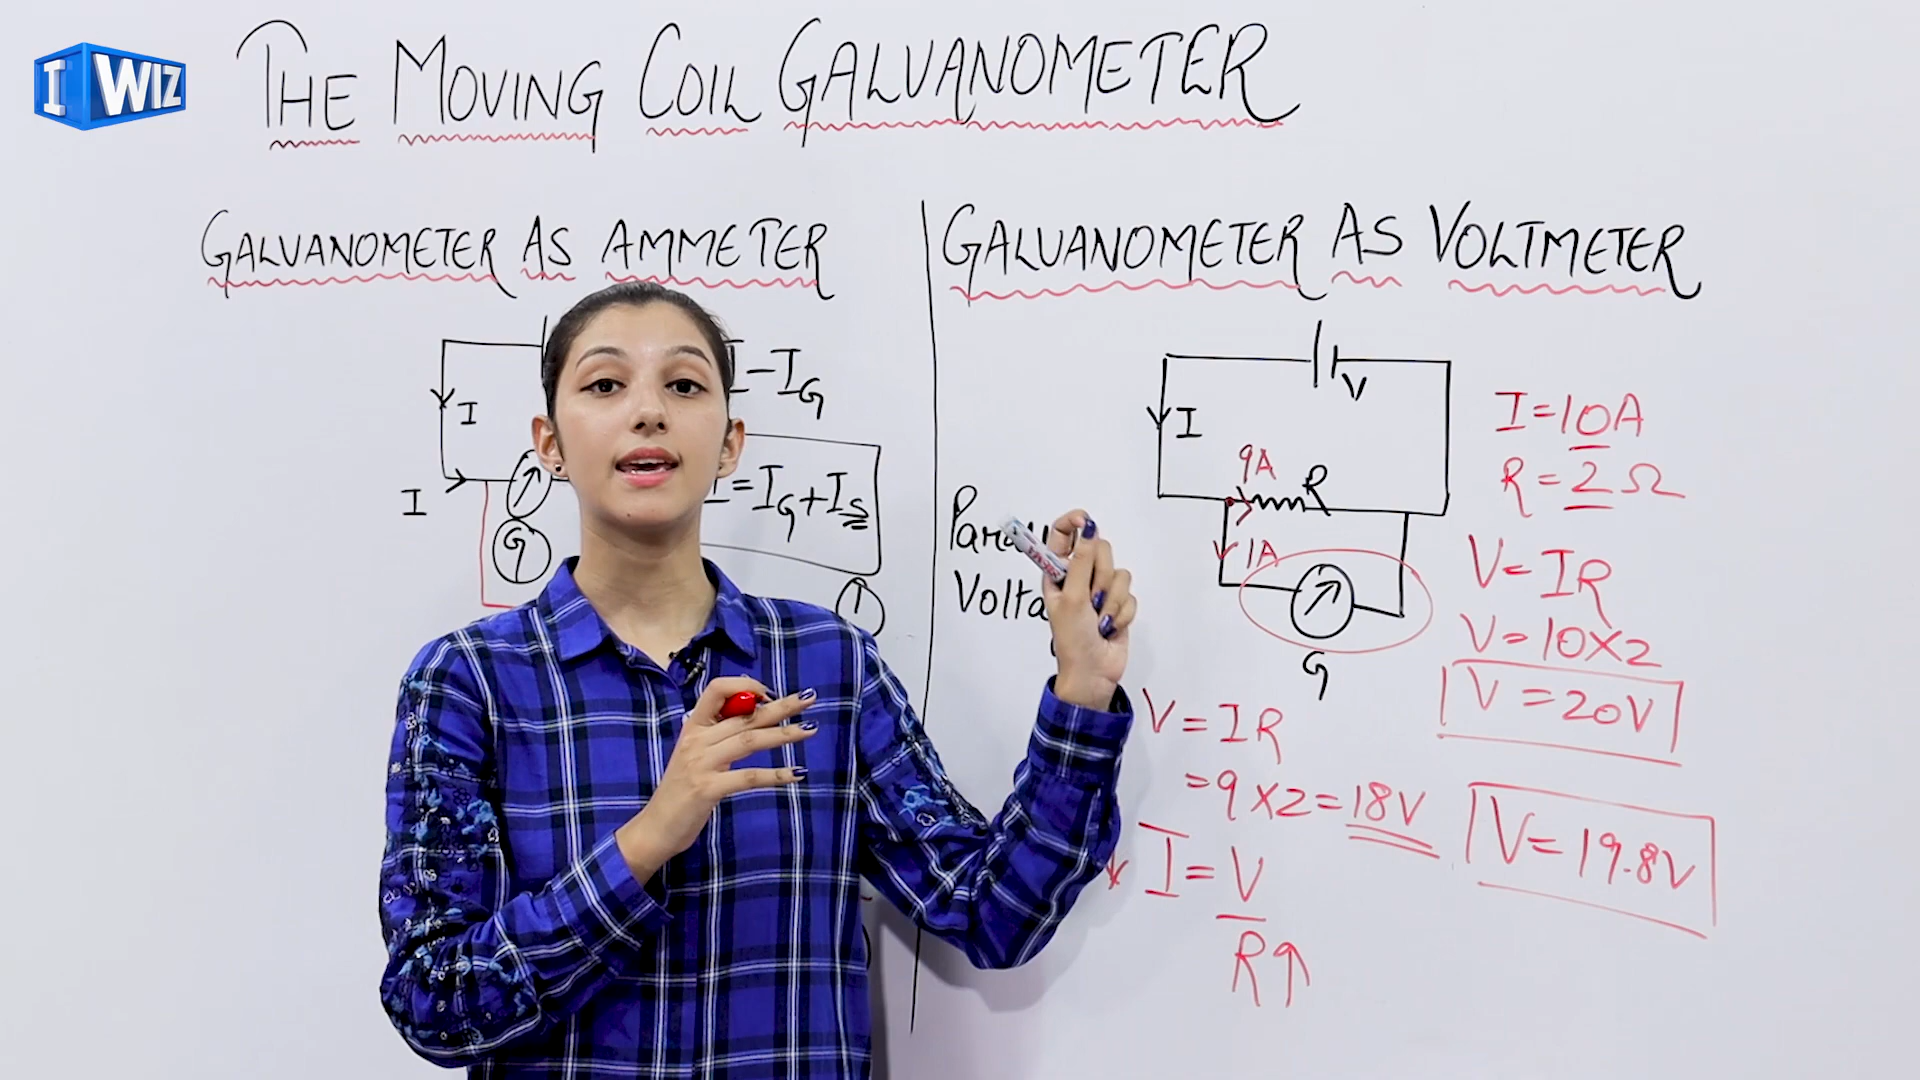 I WIZ
THE MOVING COIL GALVANOMETER
GALVANOMETER AS AMMETER
I
I
G
I-IG
I=IG+IS
GALVANOMETER AS VOLTMETER
V
I
9A
R
1A
G
I=10A
R=2Ω
V=IR
V=10×2
V=20V
V=IR
=9×2=18V
V=19.8V
I=V
R↑